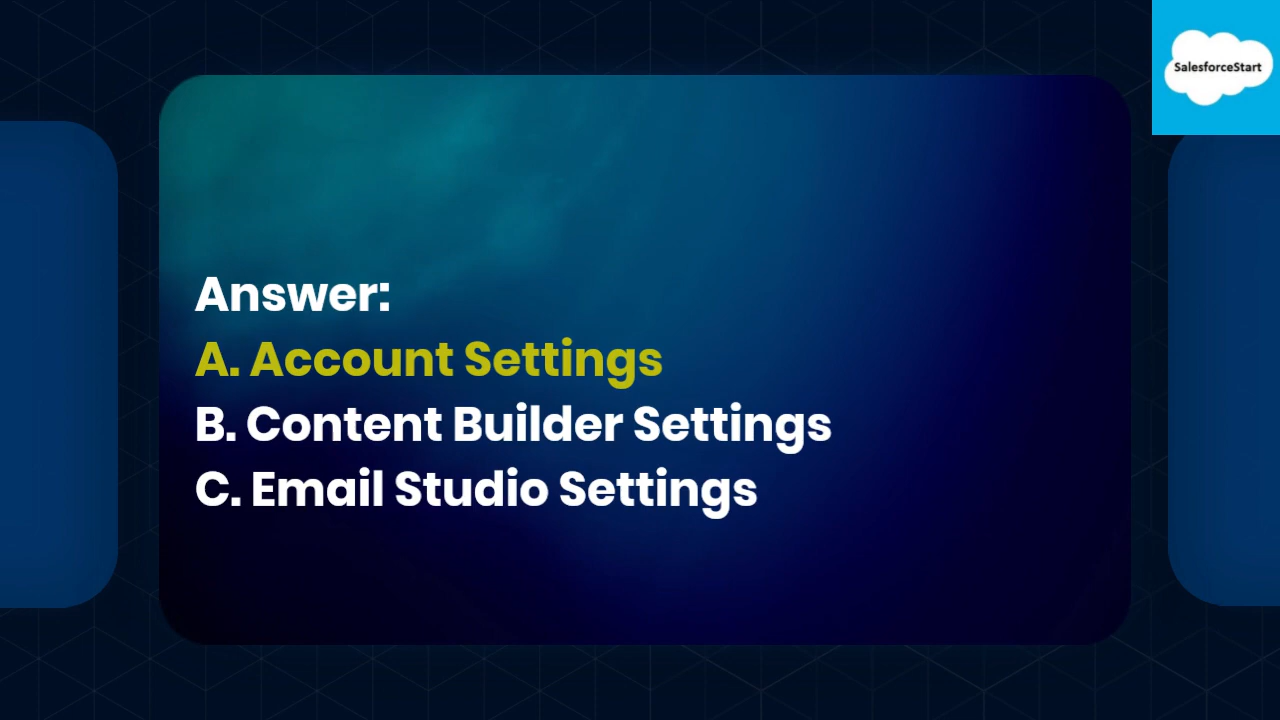 SalesforceStart
Answer:
A. Account Settings
B. Content Builder Settings
C. Email Studio Settings